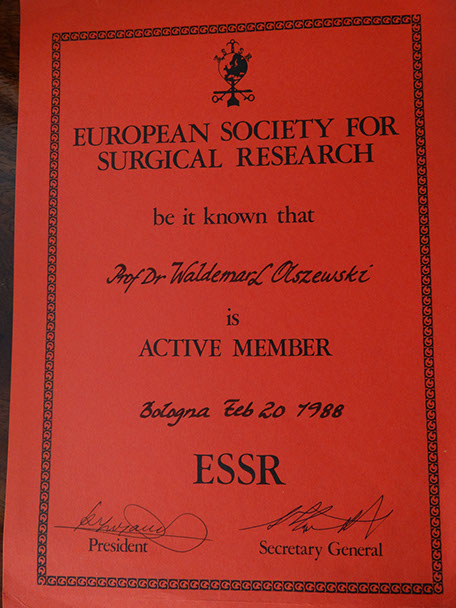 EUROPEAN SOCIETY FOR
SURGICAL RESEARCH
be it known that
Prof Dr Waldemar L Olszewski
is
ACTIVE MEMBER
Bologna Feb 20 1988
ESSR
President
Secretary General